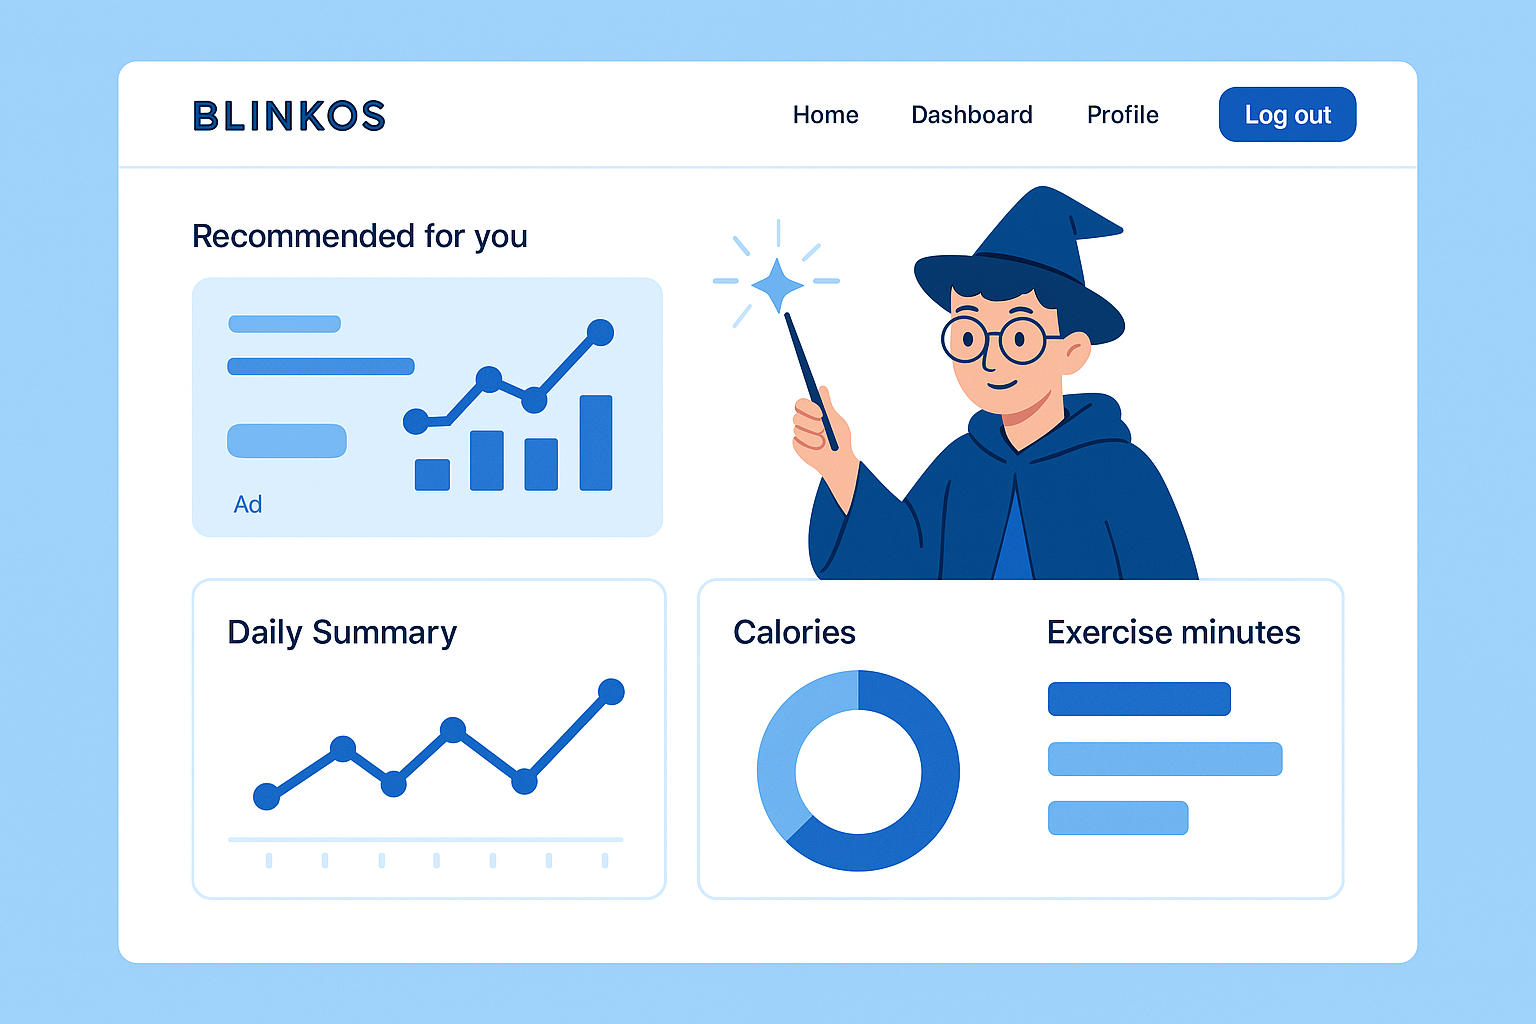 BLINKOS
Home Dashboard Profile Log out
Recommended for you
Ad
Daily Summary
Calories
Exercise minutes